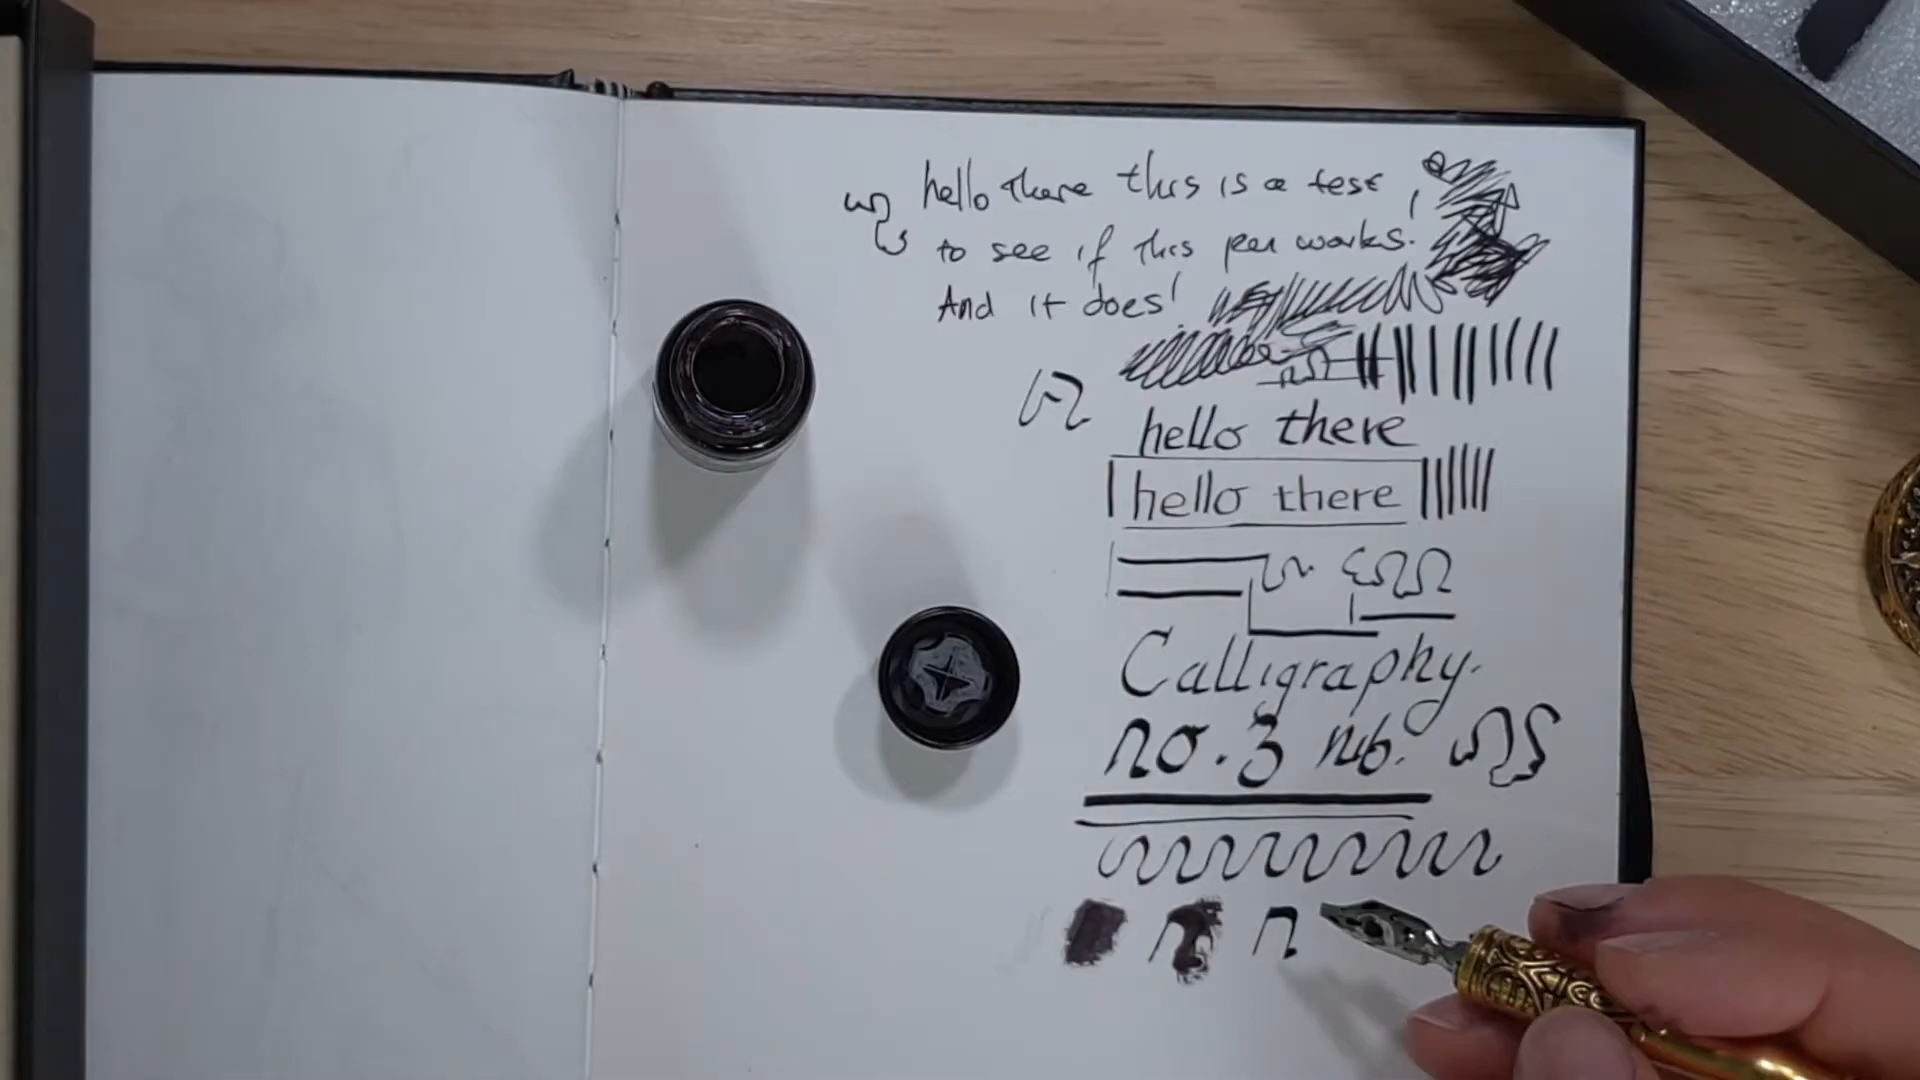 hello there this is a test
to see if this pen works.
And it does!
hello there
hello there
Calligraphy.
no. 3 nib.
n